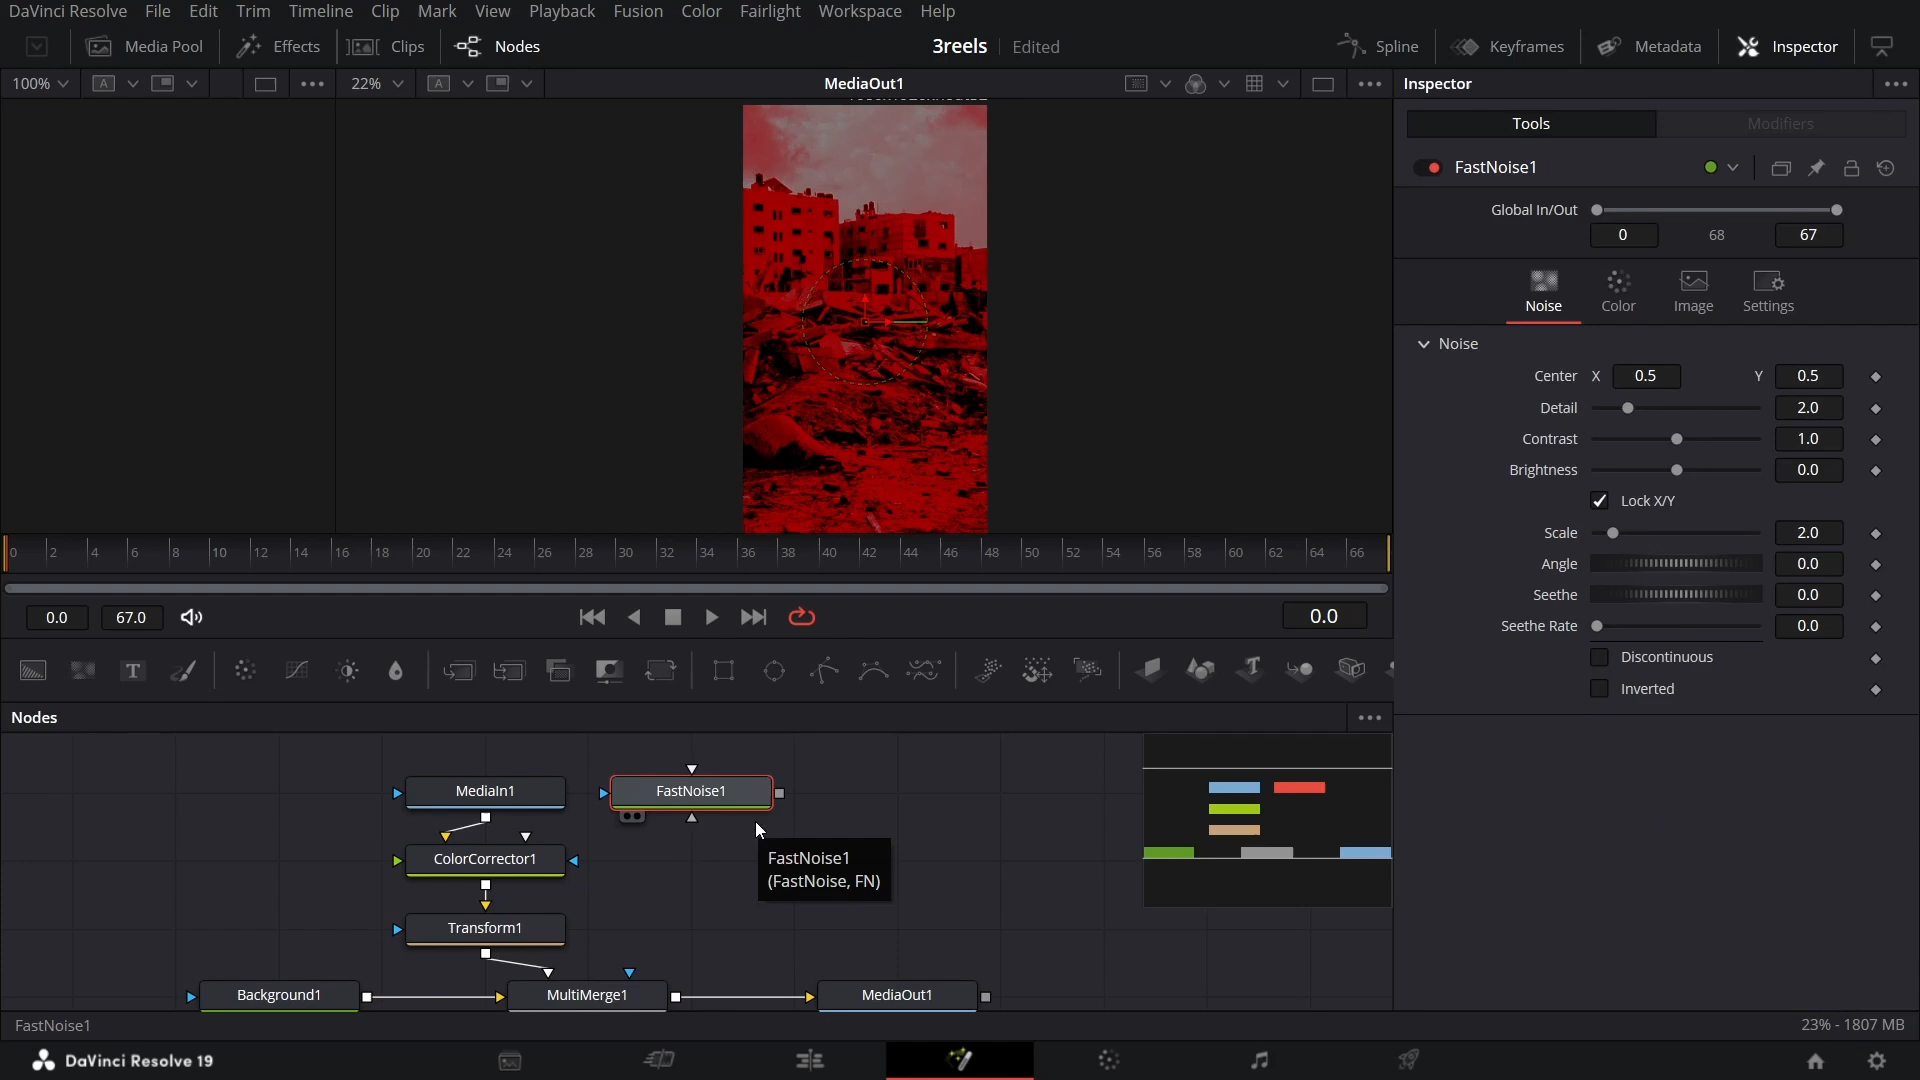 DaVinci Resolve File Edit Trim Timeline Clip Mark View Playback Fusion Color Fairlight Workspace Help
Media Pool Effects Clips Nodes 3reels Edited Spline Keyframes Metadata Inspector
100% A 22% A MediaOut1 Inspector
Tools Modifiers
FastNoise1
Global In/Out
0 68 67
Noise Color Image Settings
Noise
Center X 0.5 Y 0.5
Detail 2.0
Contrast 1.0
Brightness 0.0
Lock X/Y
Scale 2.0
Angle 0.0
Seethe 0.0
Seethe Rate 0.0
Discontinuous
Inverted
0 2 4 6 8 10 12 14 16 18 20 22 24 26 28 30 32 34 36 38 40 42 44 46 48 50 52 54 56 58 60 62 64 66
0.0 67.0 0.0
T
Nodes
MediaIn1 FastNoise1
ColorCorrector1
FastNoise1
(FastNoise, FN)
Transform1
Background1 MultiMerge1 MediaOut1
FastNoise1 23% - 1807 MB
DaVinci Resolve 19